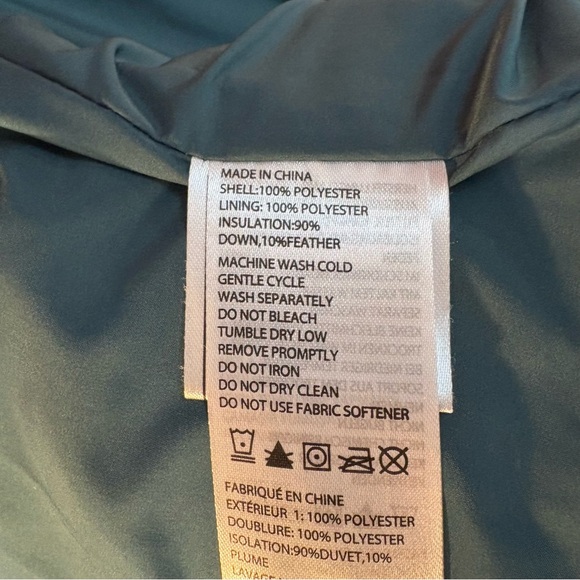 MADE IN CHINA
SHELL:100% POLYESTER
LINING: 100% POLYESTER
INSULATION:90%
DOWN,10%FEATHER
MACHINE WASH COLD
GENTLE CYCLE
WASH SEPARATELY
DO NOT BLEACH
TUMBLE DRY LOW
REMOVE PROMPTLY
DO NOT IRON
DO NOT DRY CLEAN
DO NOT USE FABRIC SOFTENER
FABRIQUÉ EN CHINE
EXTÉRIEUR 1: 100% POLYESTER
DOUBLURE: 100% POLYESTER
ISOLATION:90%DUVET,10%
PLUME